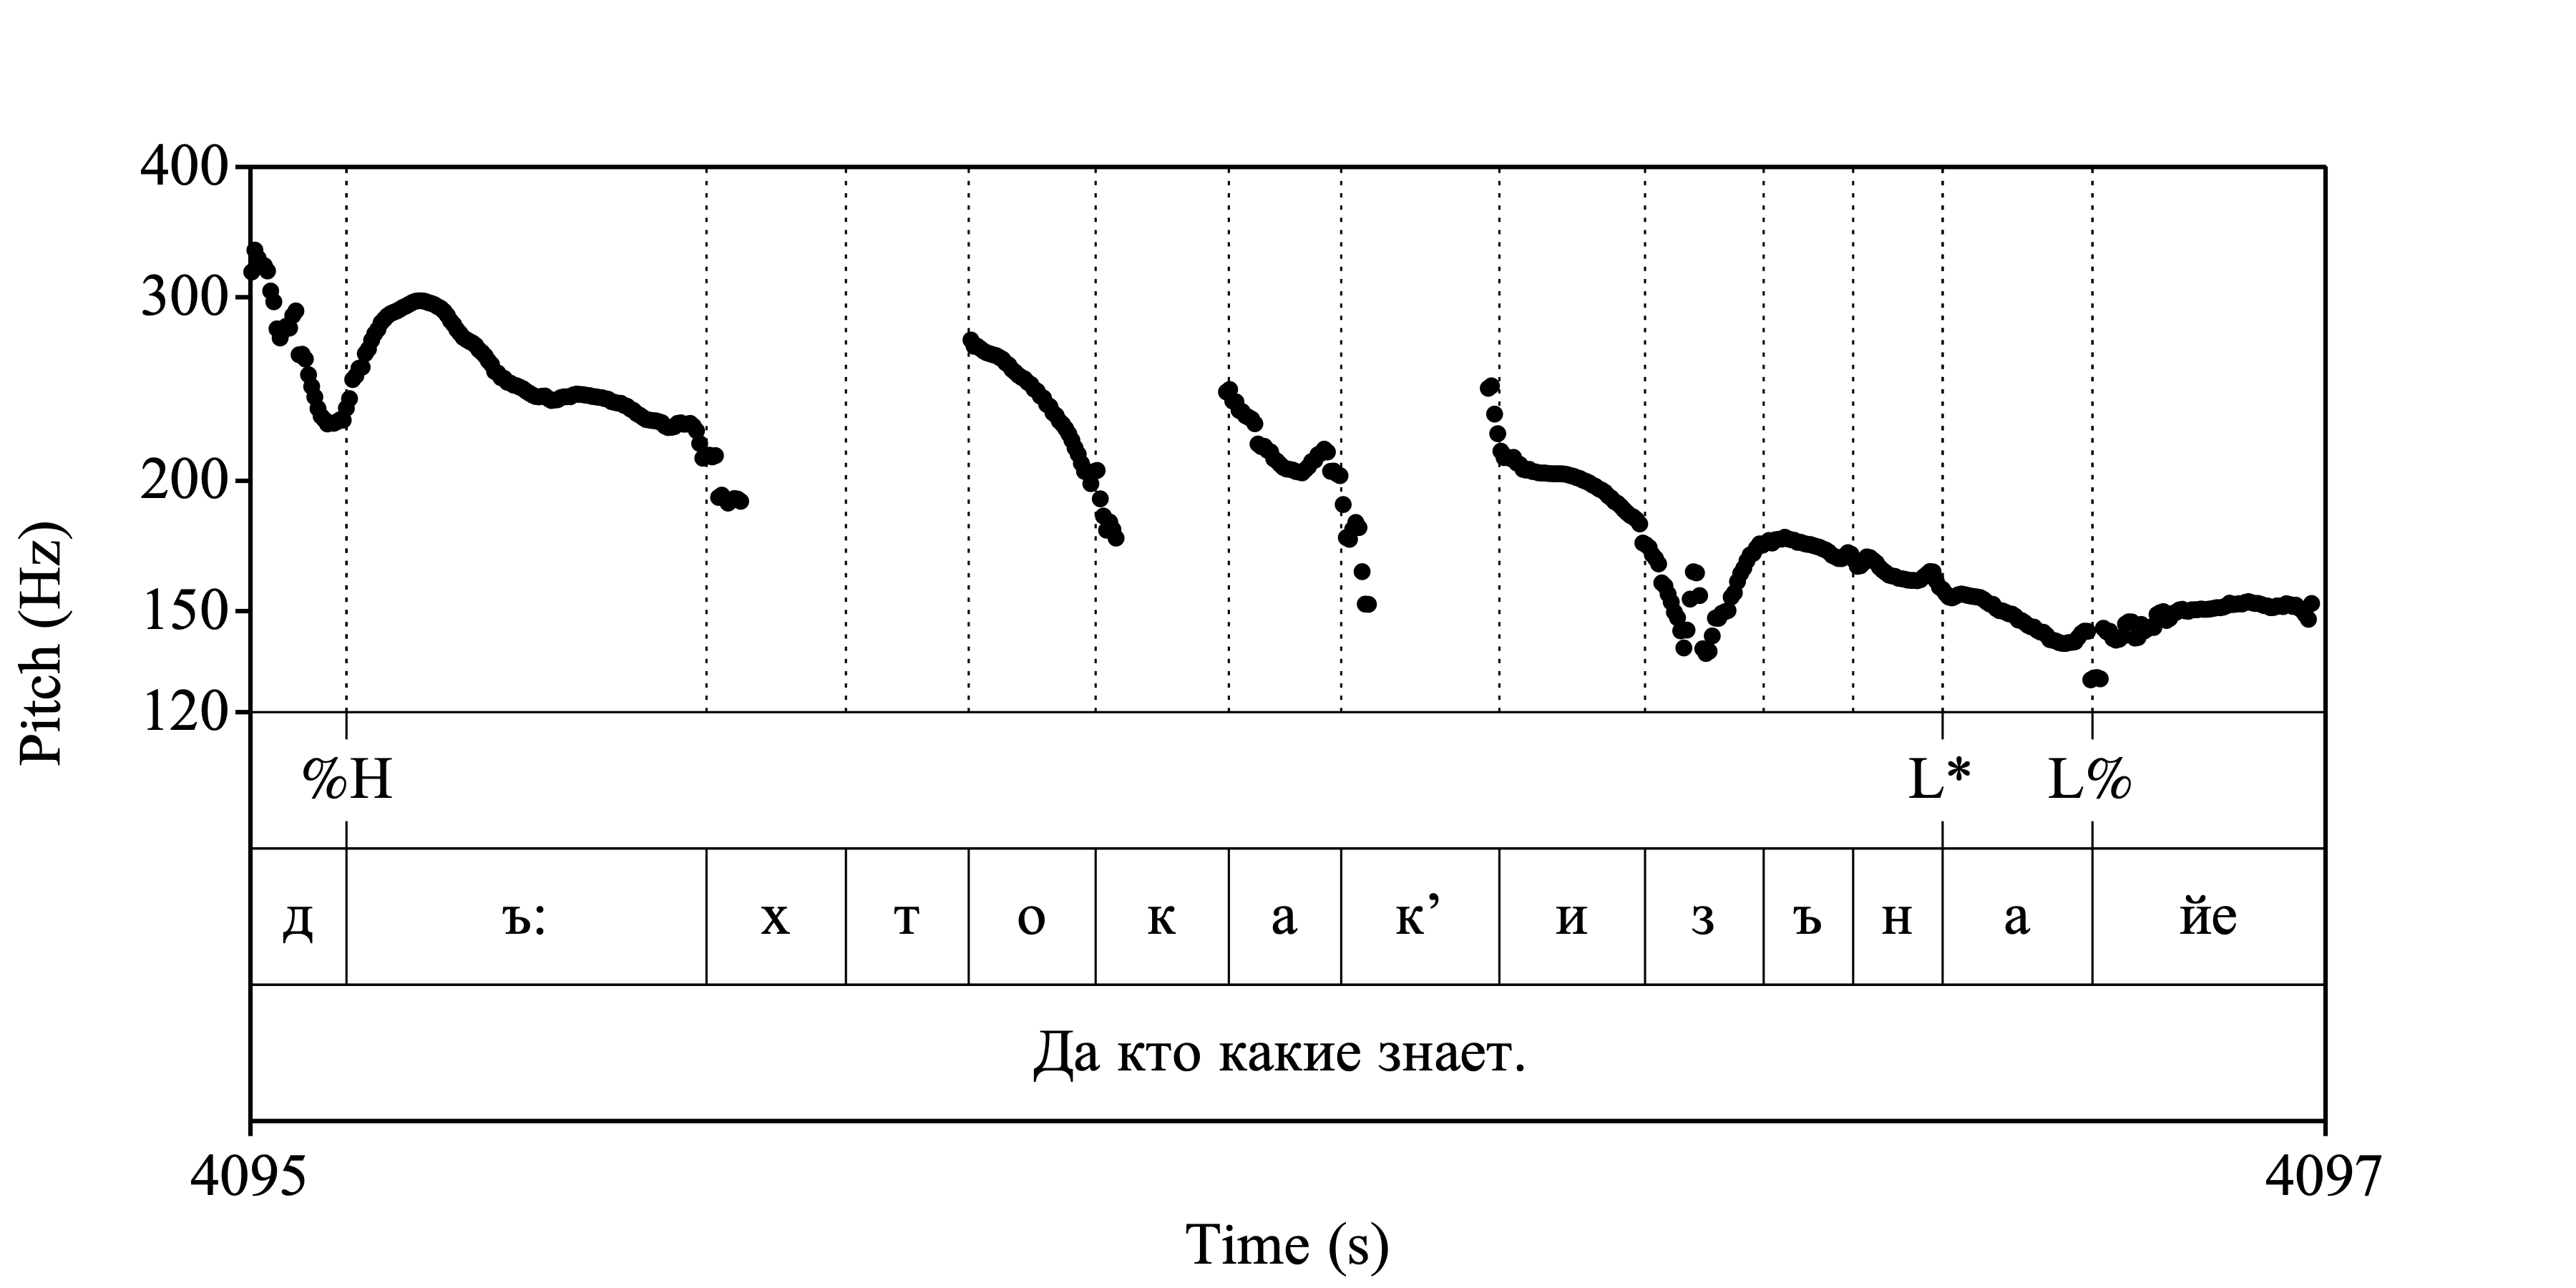 400
300
200
150
120
Pitch (Hz)
%H L* L%
д ъ: х т о к а к’ и з ъ н а йе
Да кто какие знает.
4095 4097
Time (s)